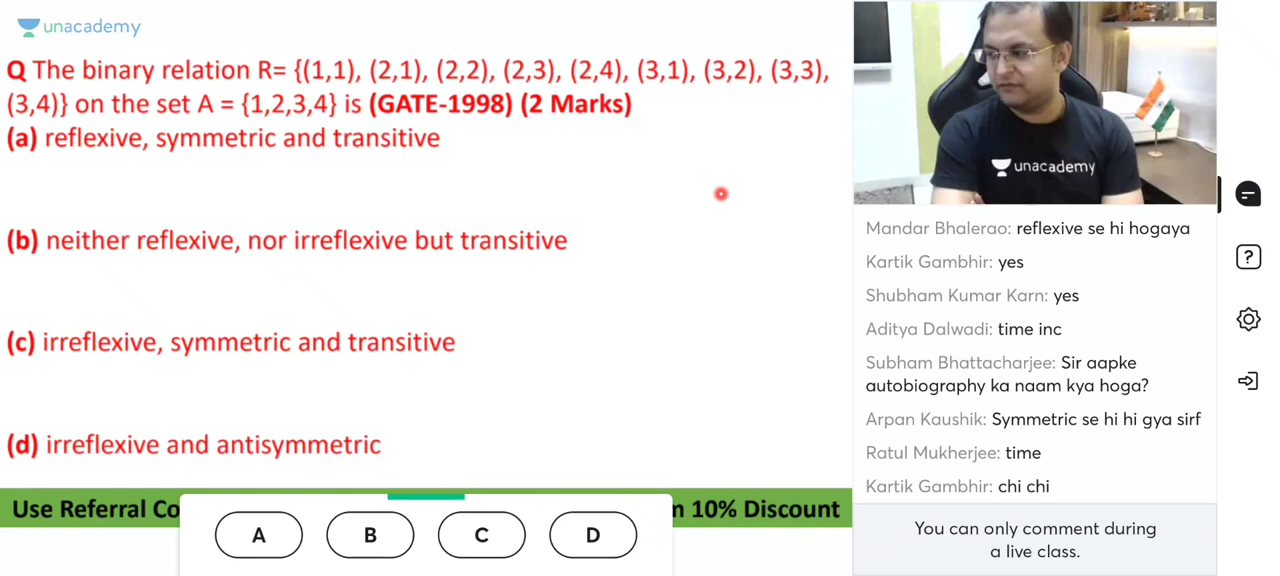 unacademy
Q The binary relation R= {(1,1), (2,1), (2,2), (2,3), (2,4), (3,1), (3,2), (3,3),
(3,4)} on the set A = {1,2,3,4} is (GATE-1998) (2 Marks)
(a) reflexive, symmetric and transitive
(b) neither reflexive, nor irreflexive but transitive
(c) irreflexive, symmetric and transitive
(d) irreflexive and antisymmetric
Use Referral Co
10% Discount
A B C D
unacademy
Mandar Bhalerao: reflexive se hi hogaya
Kartik Gambhir: yes
Shubham Kumar Karn: yes
Aditya Dalwadi: time inc
Subham Bhattacharjee: Sir aapke
autobiography ka naam kya hoga?
Arpan Kaushik: Symmetric se hi hi gya sirf
Ratul Mukherjee: time
Kartik Gambhir: chi chi
You can only comment during
a live class.
?